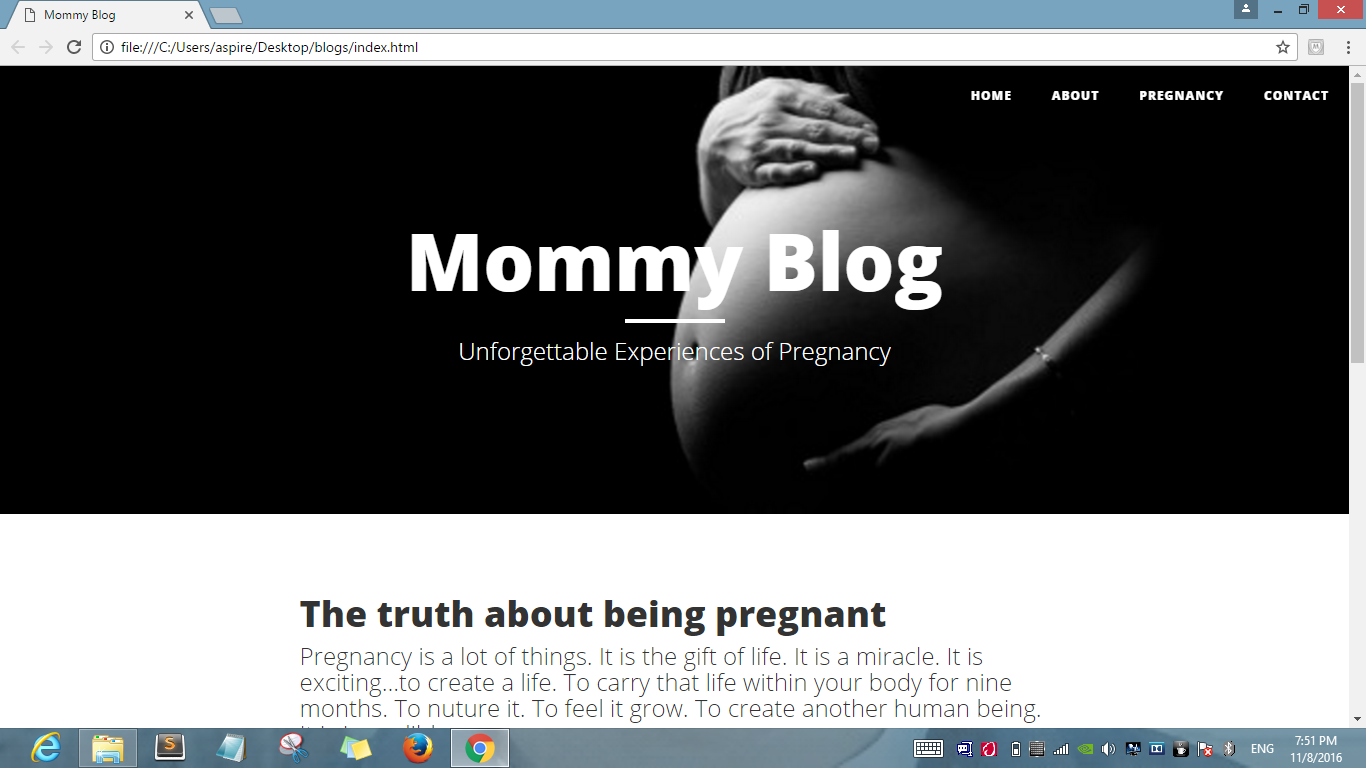 Mommy Blog
file:///C:/Users/aspire/Desktop/blogs/index.html
HOME ABOUT PREGNANCY CONTACT
Mommy Blog
Unforgettable Experiences of Pregnancy
The truth about being pregnant
Pregnancy is a lot of things. It is the gift of life. It is a miracle. It is
exciting...to create a life. To carry that life within your body for nine
months. To nuture it. To feel it grow. To create another human being.
ENG
7:51 PM
11/8/2016